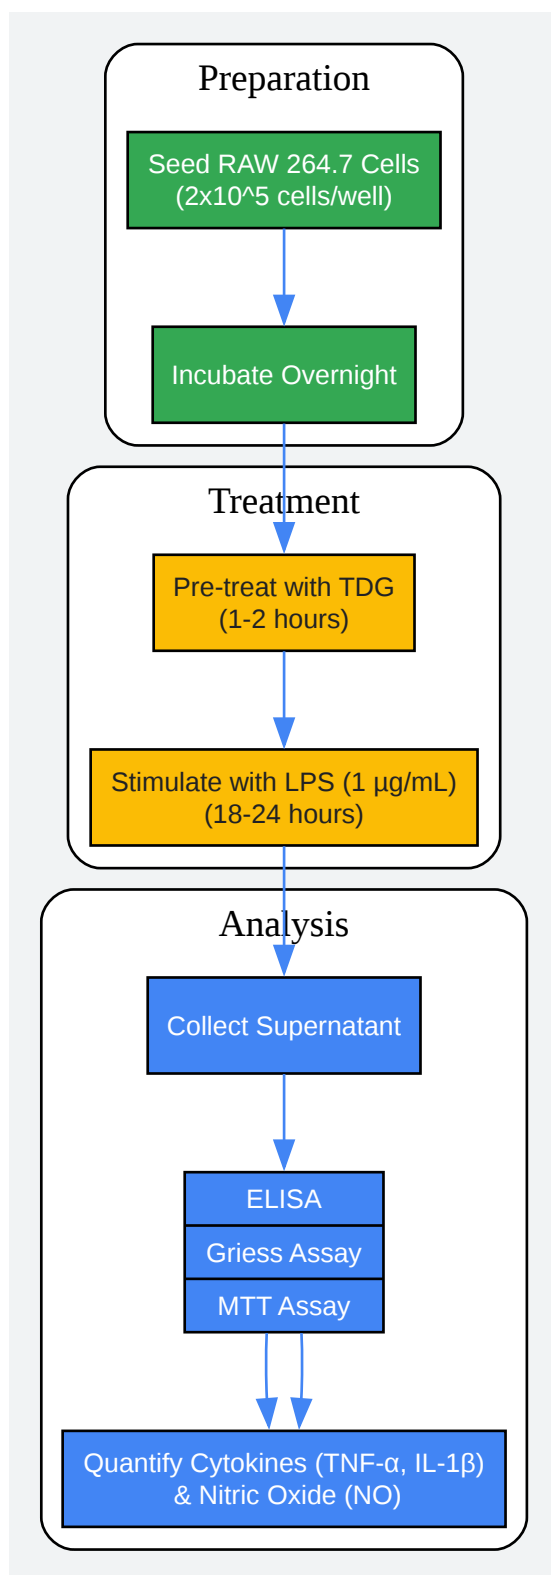 Preparation
Seed RAW 264.7 Cells
(2x10^5 cells/well)
Incubate Overnight
Treatment
Pre-treat with TDG
(1-2 hours)
Stimulate with LPS (1 µg/mL)
(18-24 hours)
Analysis
Collect Supernatant
ELISA
Griess Assay
MTT Assay
Quantify Cytokines (TNF-α, IL-1β)
& Nitric Oxide (NO)